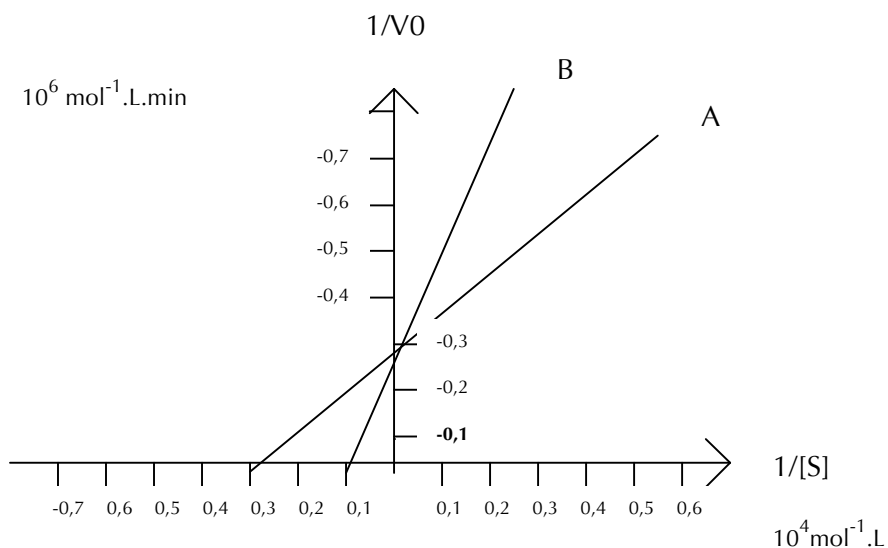 1/V0
B
10⁶ mol⁻¹.L.min
A
-0,7
-0,6
-0,5
-0,4
-0,3
-0,2
-0,1
1/[S]
-0,7 0,6 0,5 0,4 0,3 0,2 0,1 0,1 0,2 0,3 0,4 0,5 0,6
10⁴mol⁻¹.L